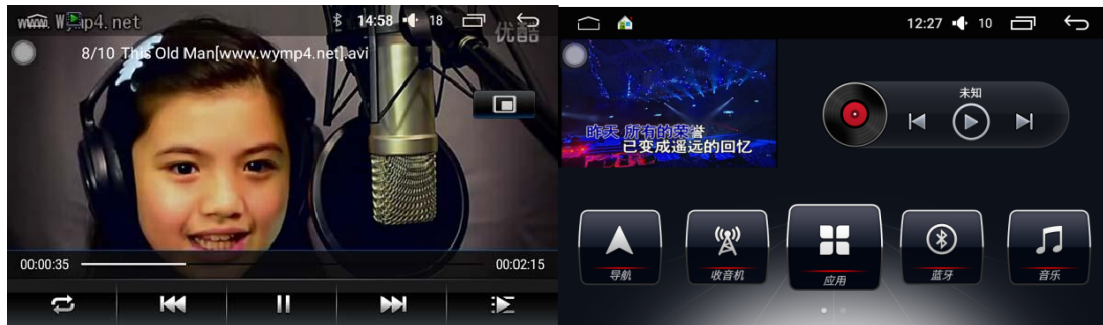 www. Wymp4.net
14:58
18
优酷
8/10 This Old Man[www.wymp4.net].avi
00:00:35
00:02:15
12:27
10
未知
昨天 所有的荣誉
已变成遥远的回忆
导航
收音机
应用
蓝牙
音乐